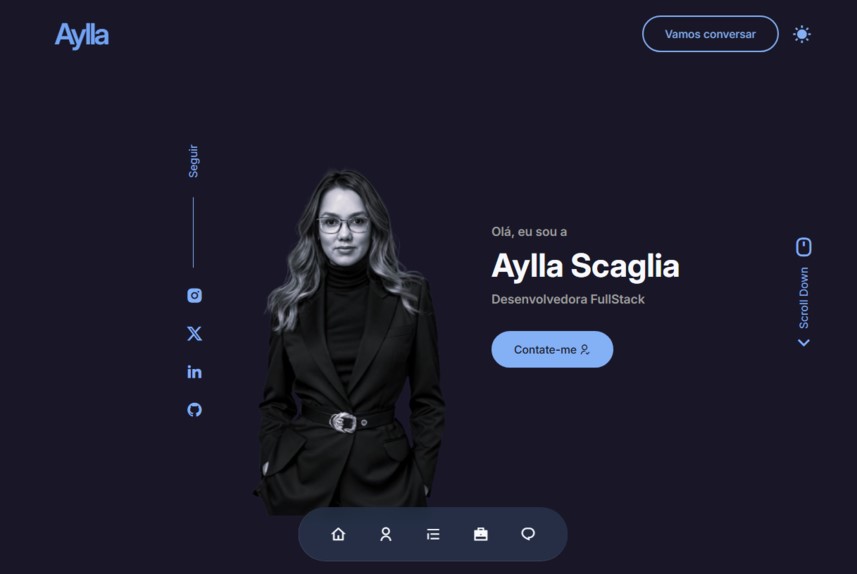 Aylla
Vamos conversar
Seguir
Olá, eu sou a
Aylla Scaglia
Desenvolvedora FullStack
Contate-me
Scroll Down